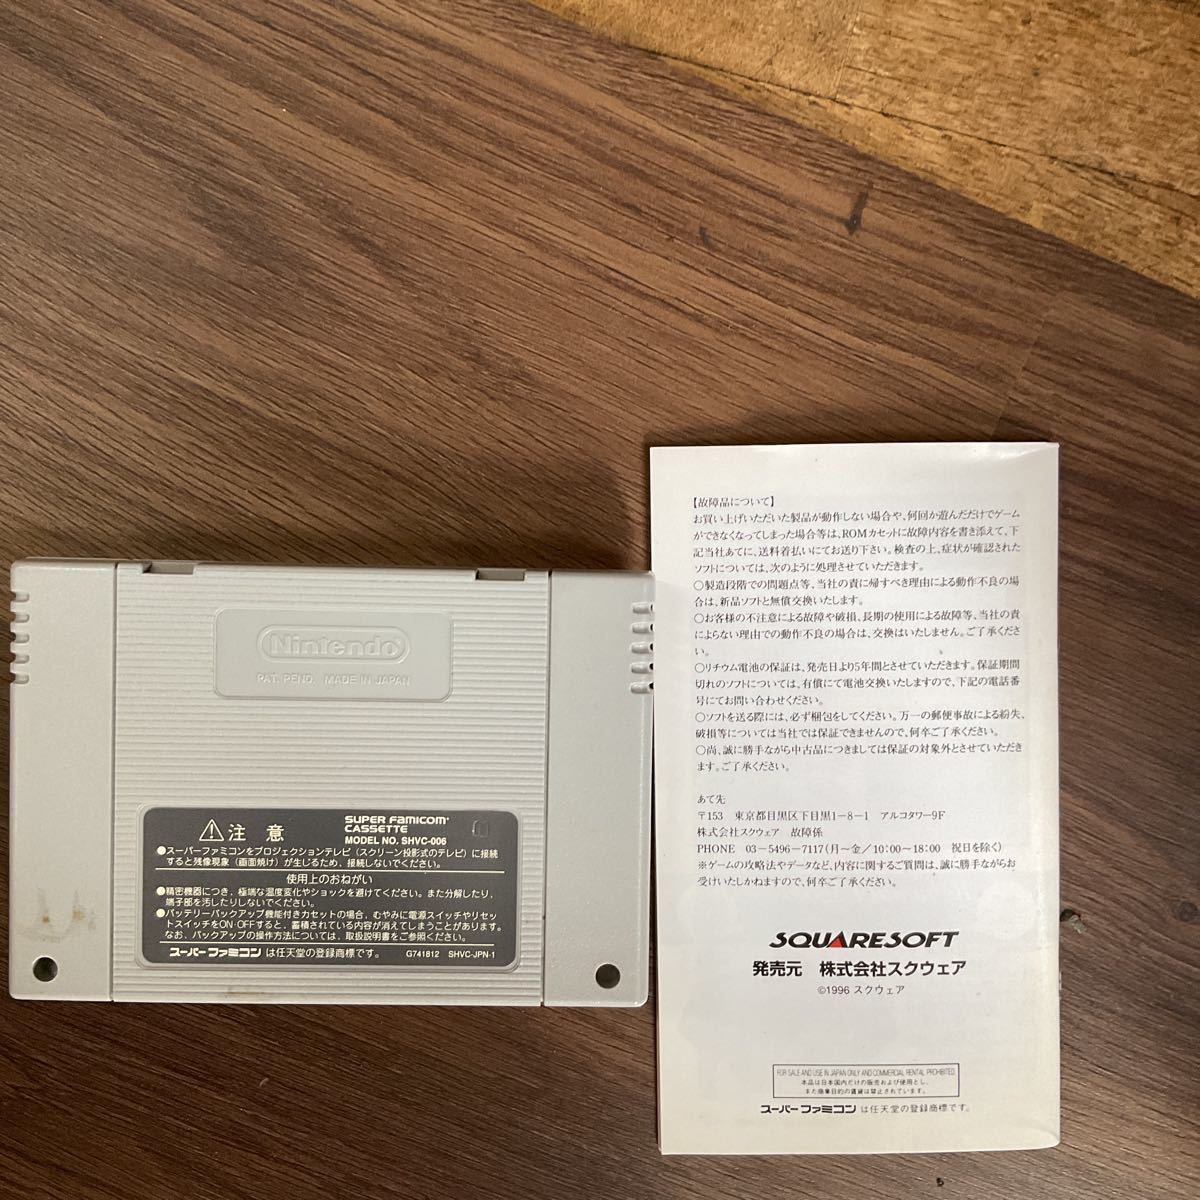 Nintendo
PAT. PEND. MADE IN JAPAN
⚠注意
SUPER FAMICOM
CASSETTE
MODEL NO. SHVC-006
●スーパーファミコンをプロジェクションテレビ(スクリーン投影式のテレビ)に接続
すると残像現象(画面焼け)が生じるため、接続しないでください。
使用上のおねがい
●精密機器につき、極端な温度変化やショックを避けてください。また分解したり、
端子部を汚したりしないでください。
●バッテリーバックアップ機能付きカセットの場合、むやみに電源スイッチやリセッ
トスイッチをON・OFFすると、蓄積されている内容が消えてしまうことがあります。
なお、バックアップの操作方法については、取扱説明書をご参照ください。
スーパーファミコンは任天堂の登録商標です。 G741812 SHVC-JPN-1
【故障品について】
お買い上げいただいた製品が動作しない場合や、何回か遊んだだけでゲーム
ができなくなってしまった場合等は、ROMカセットに故障内容を書き添えて、下
記当社あてに、送料着払いにてお送り下さい。検査の上、症状が確認された
ソフトについては、次のように処理させていただきます。
○製造段階での問題点等、当社の責に帰すべき理由による動作不良の場
合は、新品ソフトと無償交換いたします。
○お客様の不注意による故障や破損、長期の使用による故障等、当社の責
によらない理由での動作不良の場合は、交換はいたしません。ご了承くださ
い。
○リチウム電池の保証は、発売日より5年間とさせていただきます。保証期間
切れのソフトについては、有償にて電池交換いたしますので、下記の電話番
号にてお問い合わせください。
○ソフトを送る際には、必ず梱包をしてください。万一の郵便事故による紛失、
破損等については当社では保証できませんので、何卒ご了承ください。
○尚、誠に勝手ながら中古品につきましては保証の対象外とさせていただき
ます。ご了承ください。
あて先
〒153 東京都目黒区下目黒1-8-1 アルコタワー9F
株式会社スクウェア 故障係
PHONE 03-5496-7117(月~金/10:00~18:00 祝日を除く)
※ゲームの攻略法やデータなど、内容に関するご質問は、誠に勝手ながらお
受けいたしかねますので、何卒ご了承ください。
SQUARESOFT
発売元 株式会社スクウェア
©1996 スクウェア
FOR SALE AND USE IN JAPAN ONLY AND COMMERCIAL RENTAL PROHIBITED.
本品は日本国内だけの販売および使用とし、
また商業目的の賃貸は禁止されています。
スーパーファミコンは任天堂の登録商標です。